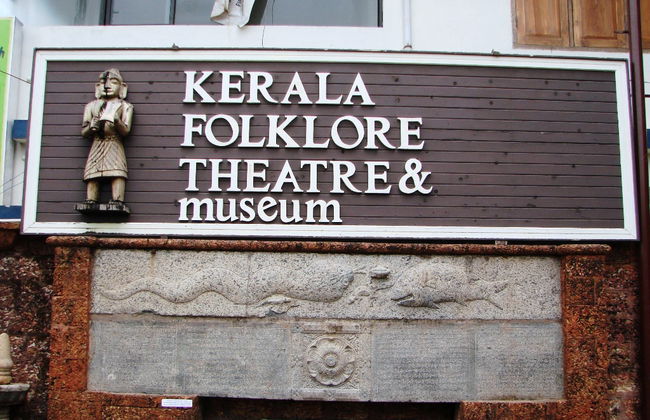 KERALA
FOLKLORE
THEATRE &
museum